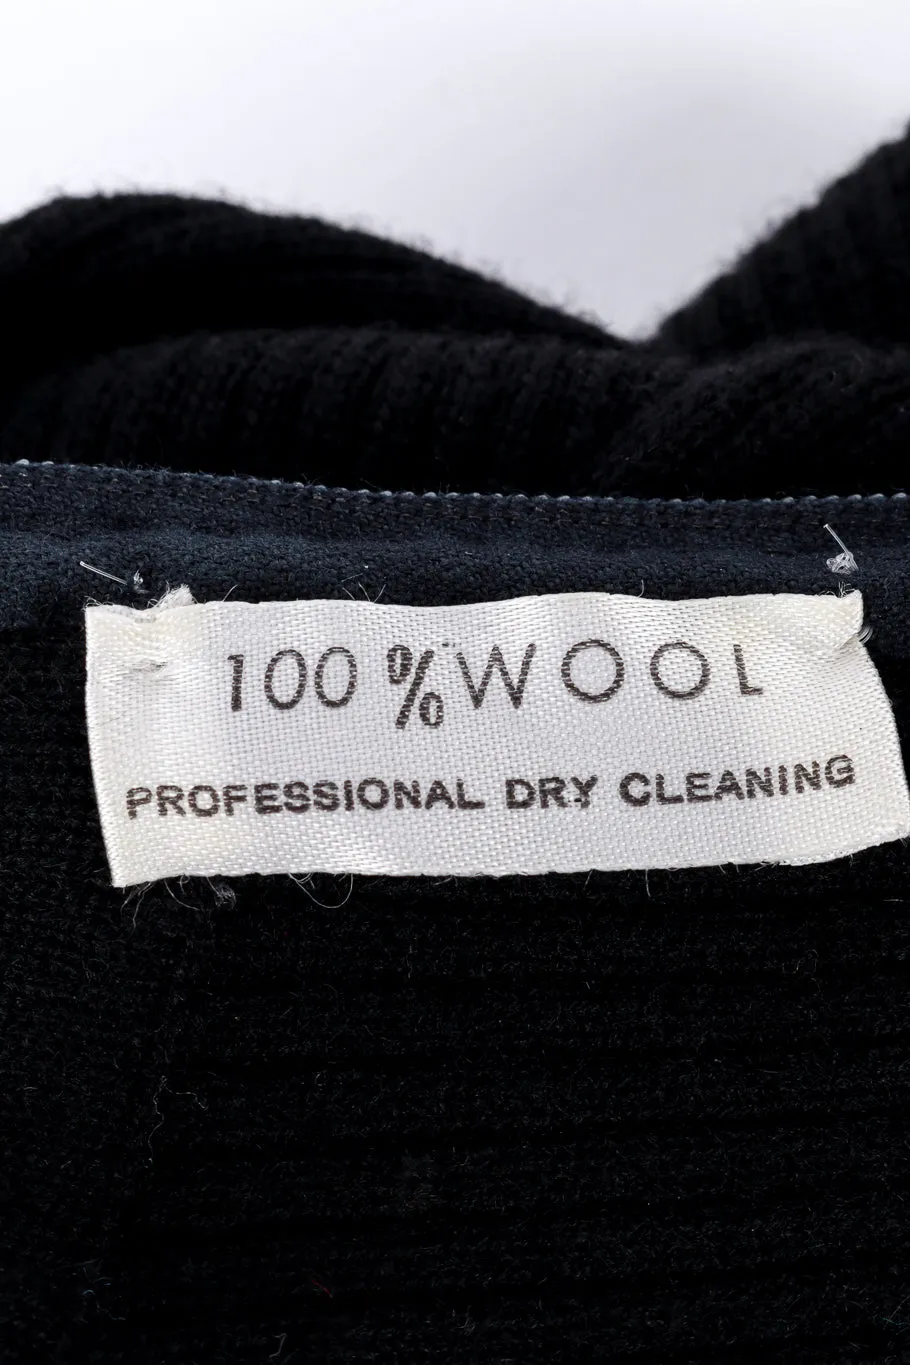 100 % WOOL
PROFESSIONAL DRY CLEANING